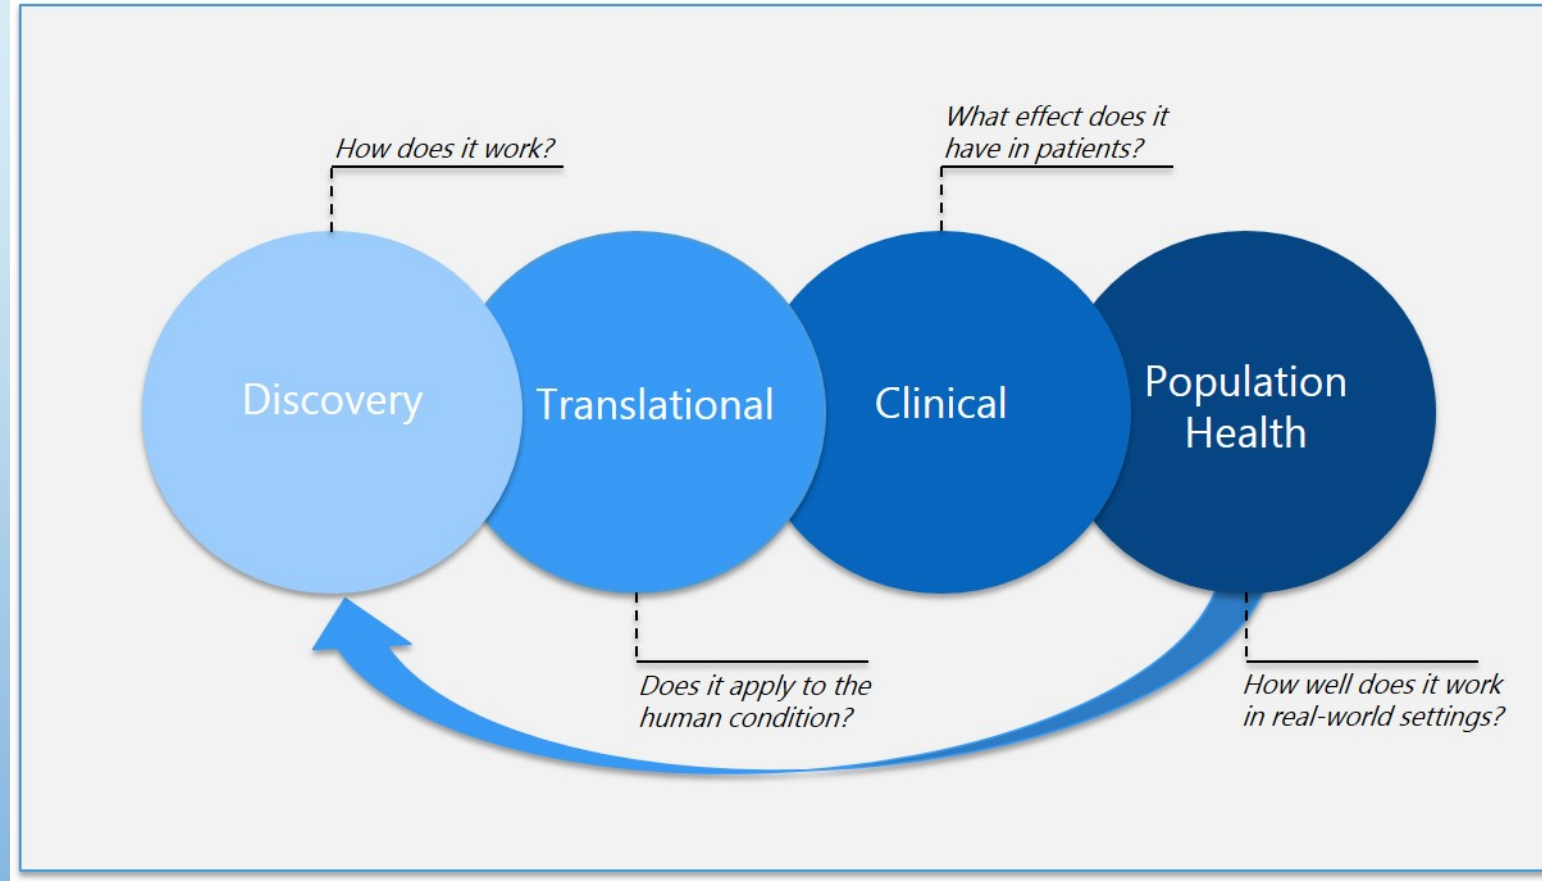 How does it work?
What effect does it
have in patients?
Discovery
Translational
Clinical
Population
Health
Does it apply to the
human condition?
How well does it work
in real-world settings?